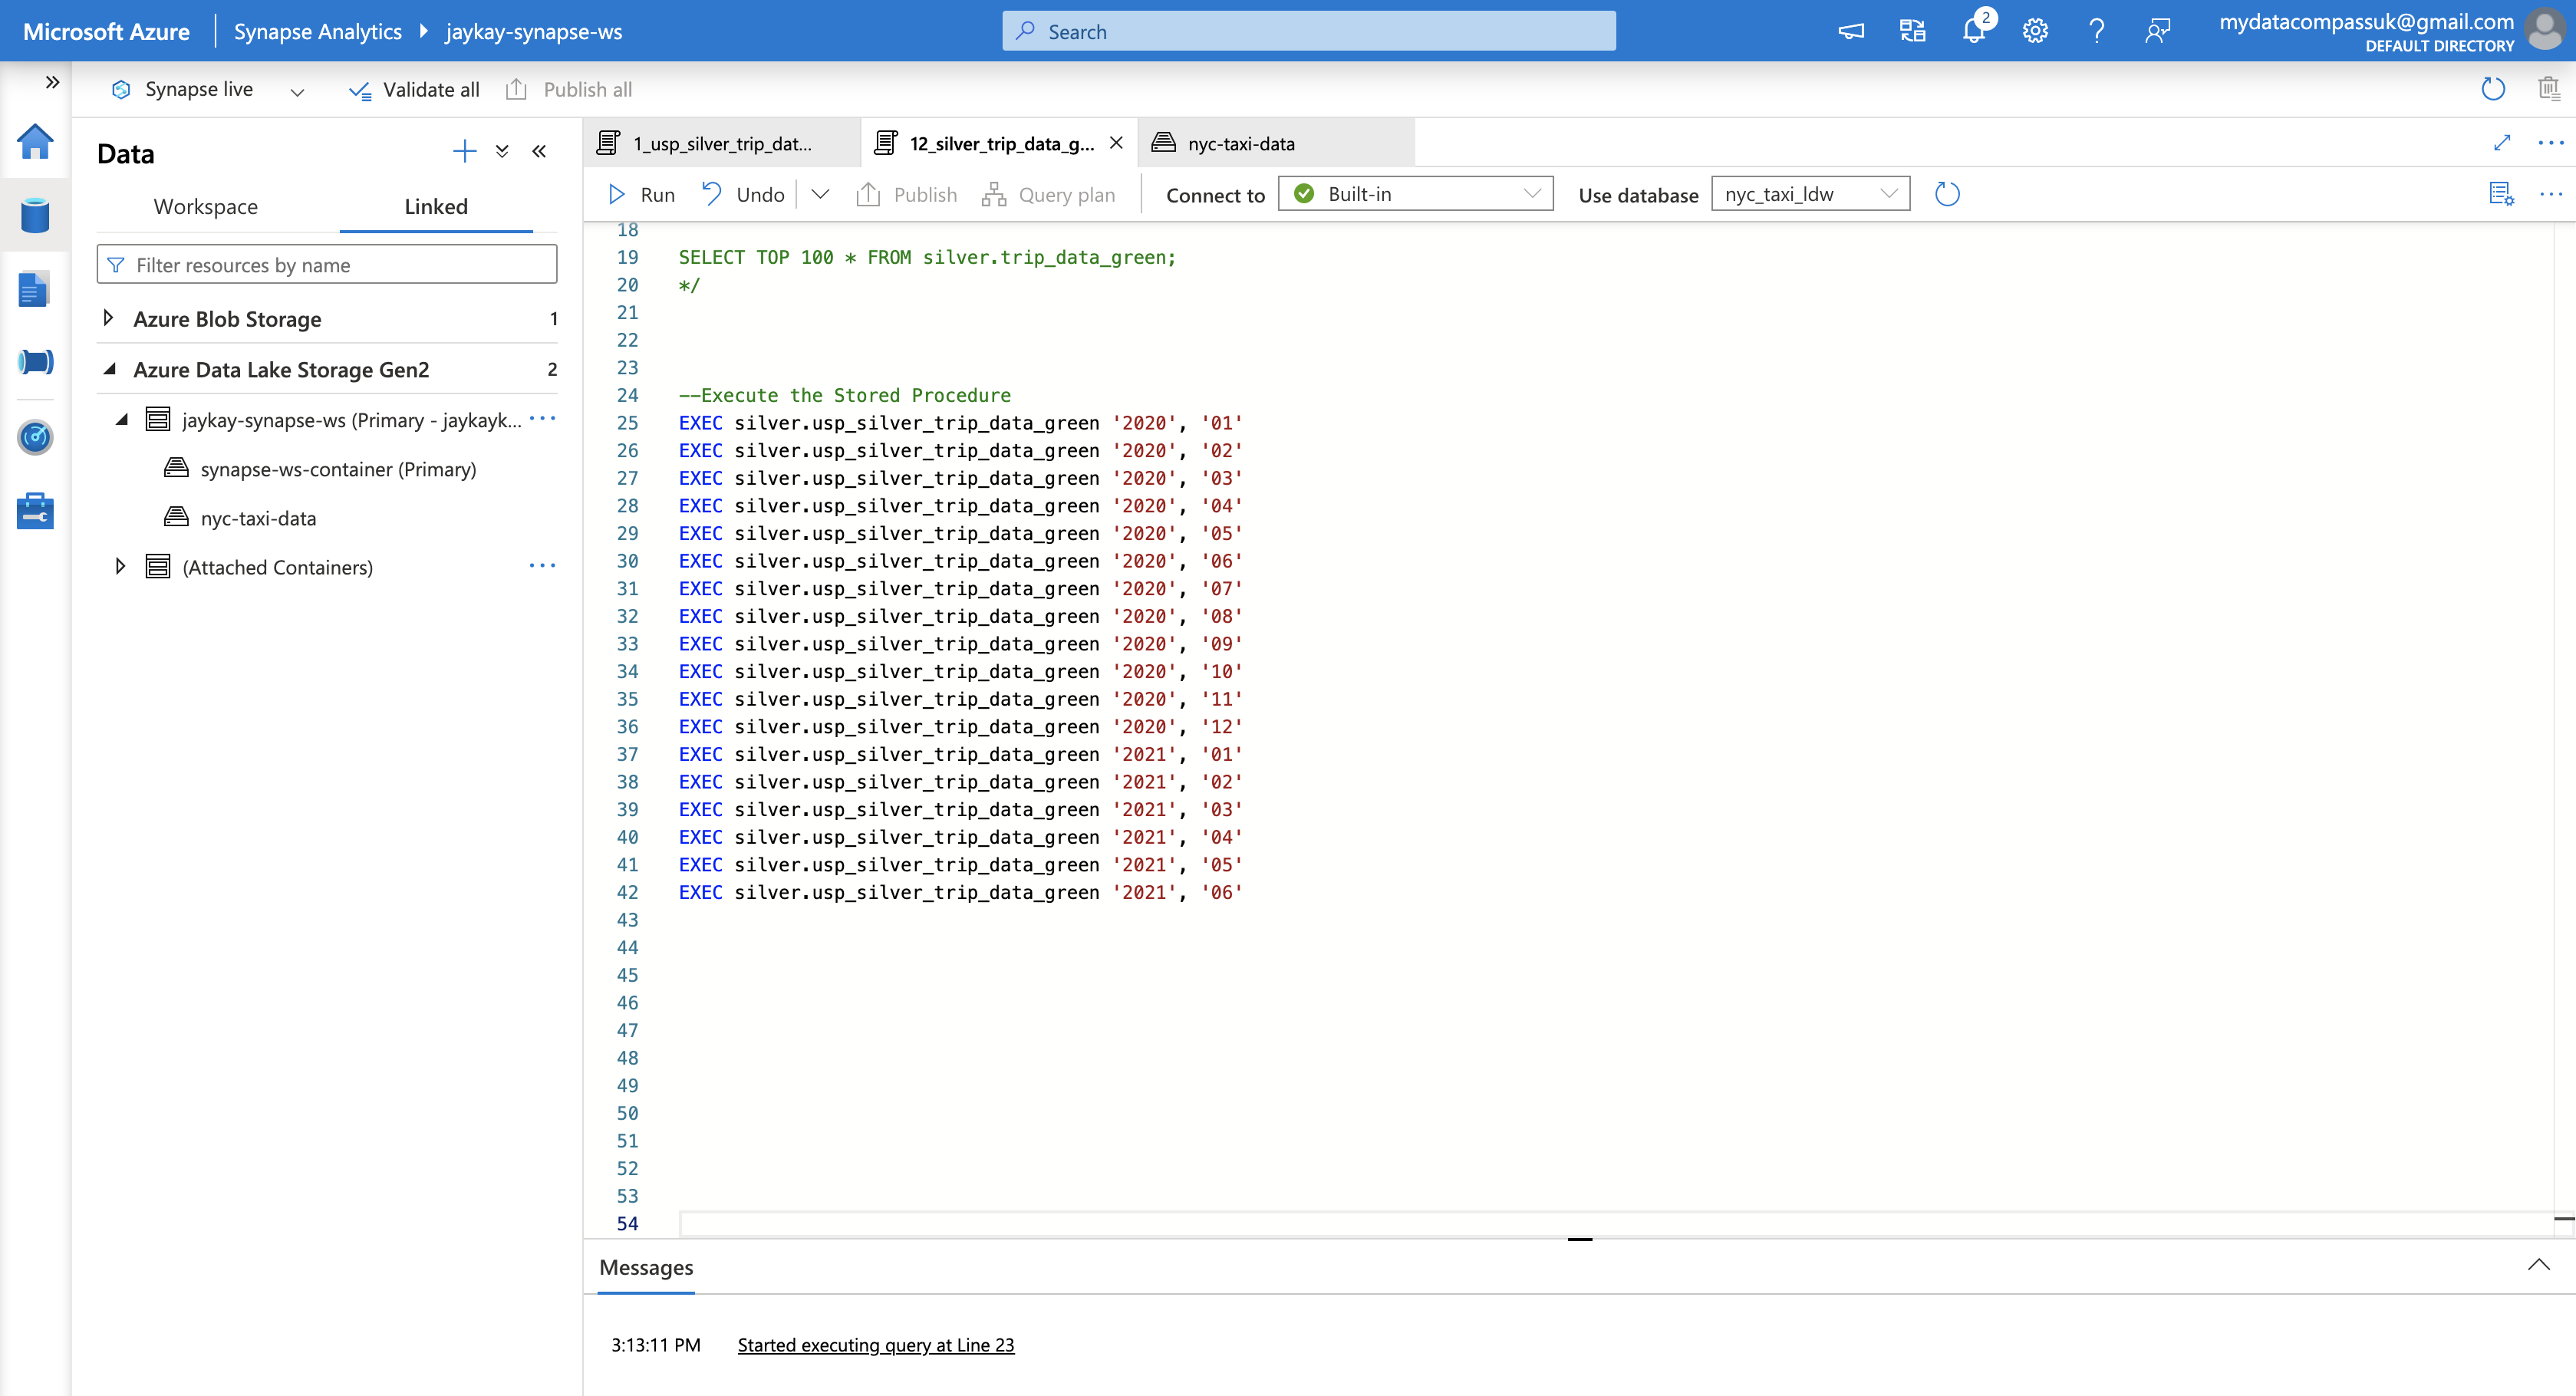 Microsoft Azure
Synapse Analytics
jaykay-synapse-ws
Search
2
mydatacompassuk@gmail.com
DEFAULT DIRECTORY
Synapse live
Validate all
Publish all
Data
Workspace
Linked
Filter resources by name
Azure Blob Storage 1
Azure Data Lake Storage Gen2 2
jaykay-synapse-ws (Primary - jaykayk...
synapse-ws-container (Primary)
nyc-taxi-data
(Attached Containers)
1_usp_silver_trip_dat...
12_silver_trip_data_g...
nyc-taxi-data
Run
Undo
Publish
Query plan
Connect to
Built-in
Use database
nyc_taxi_ldw
18
19 SELECT TOP 100 * FROM silver.trip_data_green;
20 */
21
22
23
24 --Execute the Stored Procedure
25 EXEC silver.usp_silver_trip_data_green '2020', '01'
26 EXEC silver.usp_silver_trip_data_green '2020', '02'
27 EXEC silver.usp_silver_trip_data_green '2020', '03'
28 EXEC silver.usp_silver_trip_data_green '2020', '04'
29 EXEC silver.usp_silver_trip_data_green '2020', '05'
30 EXEC silver.usp_silver_trip_data_green '2020', '06'
31 EXEC silver.usp_silver_trip_data_green '2020', '07'
32 EXEC silver.usp_silver_trip_data_green '2020', '08'
33 EXEC silver.usp_silver_trip_data_green '2020', '09'
34 EXEC silver.usp_silver_trip_data_green '2020', '10'
35 EXEC silver.usp_silver_trip_data_green '2020', '11'
36 EXEC silver.usp_silver_trip_data_green '2020', '12'
37 EXEC silver.usp_silver_trip_data_green '2021', '01'
38 EXEC silver.usp_silver_trip_data_green '2021', '02'
39 EXEC silver.usp_silver_trip_data_green '2021', '03'
40 EXEC silver.usp_silver_trip_data_green '2021', '04'
41 EXEC silver.usp_silver_trip_data_green '2021', '05'
42 EXEC silver.usp_silver_trip_data_green '2021', '06'
43
44
45
46
47
48
49
50
51
52
53
54
Messages
3:13:11 PM Started executing query at Line 23